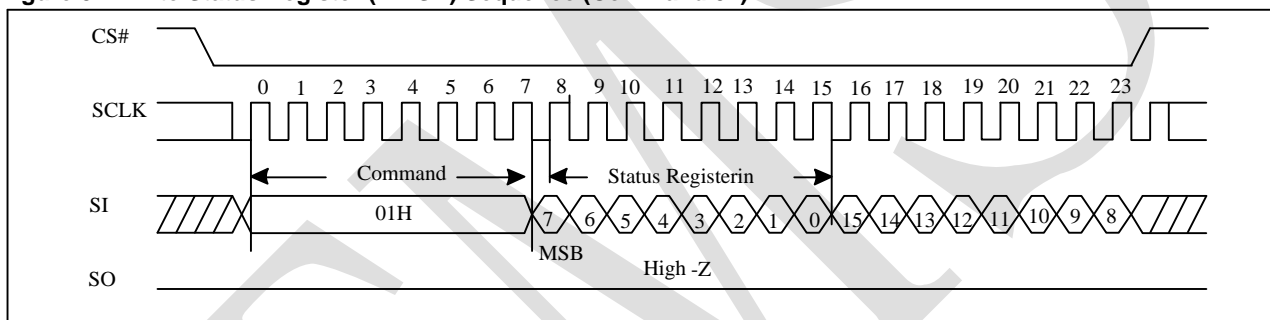 CS#
0 1 2 3 4 5 6 7 8 9 10 11 12 13 14 15 16 17 18 19 20 21 22 23
SCLK
Command Status Registerin
SI 01H 7 6 5 4 3 2 1 0 15 14 13 12 11 10 9 8
MSB
High -Z
SO